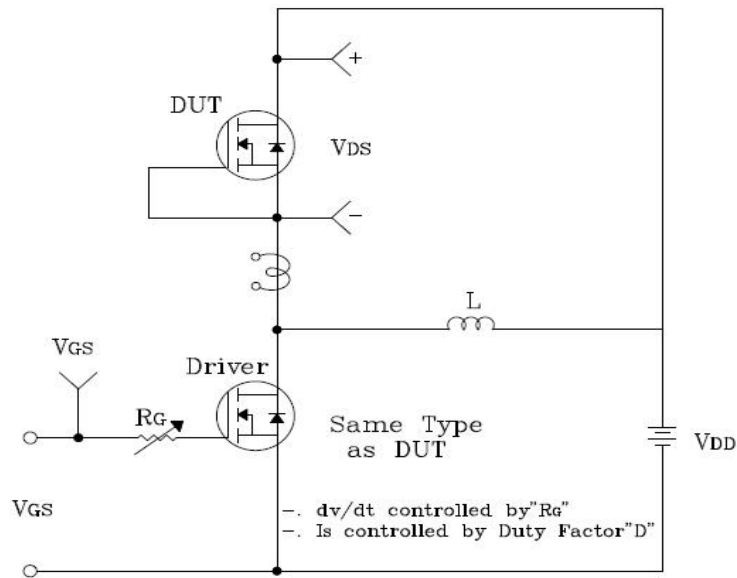 +
DUT
VDS
−
L
VGS
Driver
RG
Same Type
as DUT
VDD
VGS
−. dv/dt controlled by"RG"
−. Is controlled by Duty Factor"D"